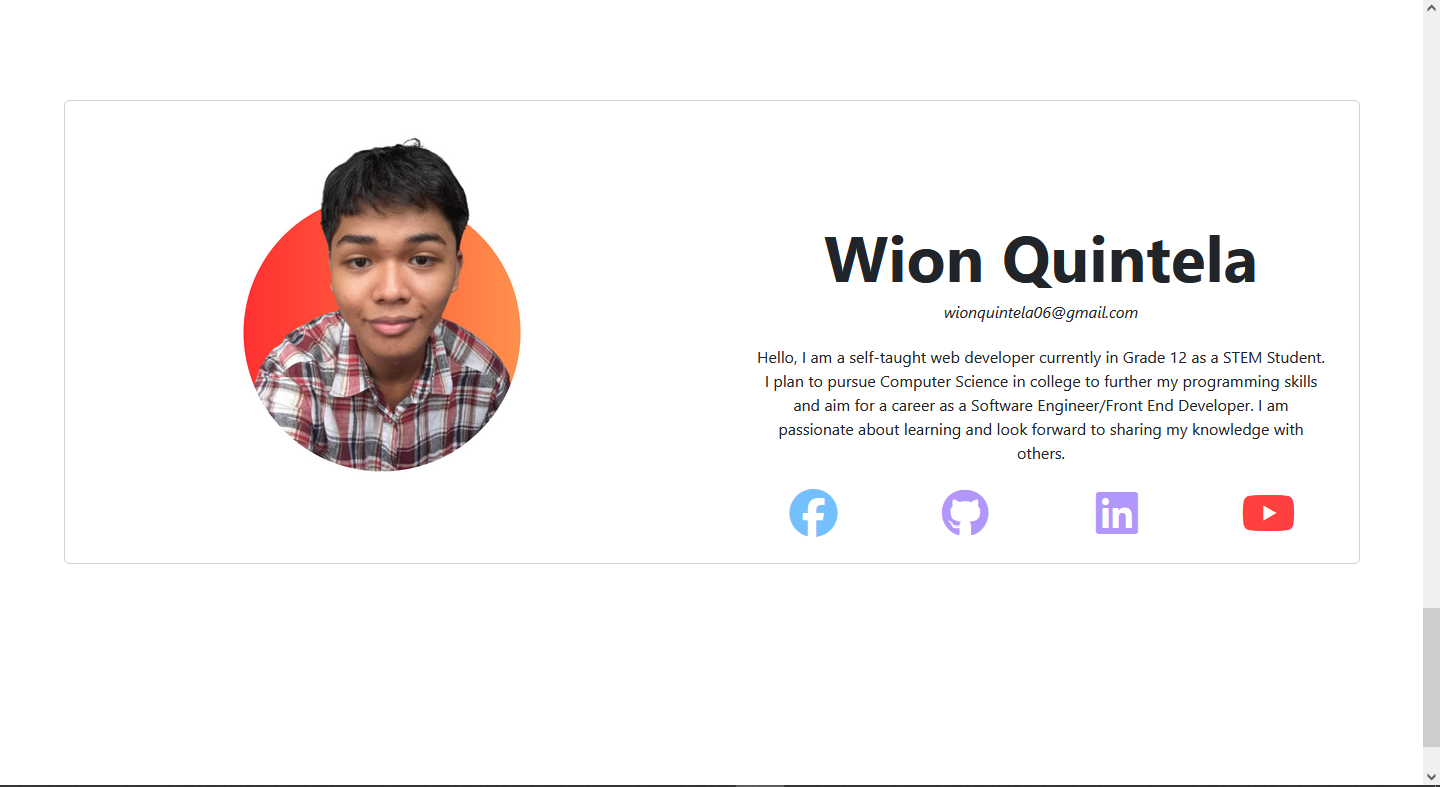 Wion Quintela
wionquintela06@gmail.com
Hello, I am a self-taught web developer currently in Grade 12 as a STEM Student.
I plan to pursue Computer Science in college to further my programming skills
and aim for a career as a Software Engineer/Front End Developer. I am
passionate about learning and look forward to sharing my knowledge with
others.
in